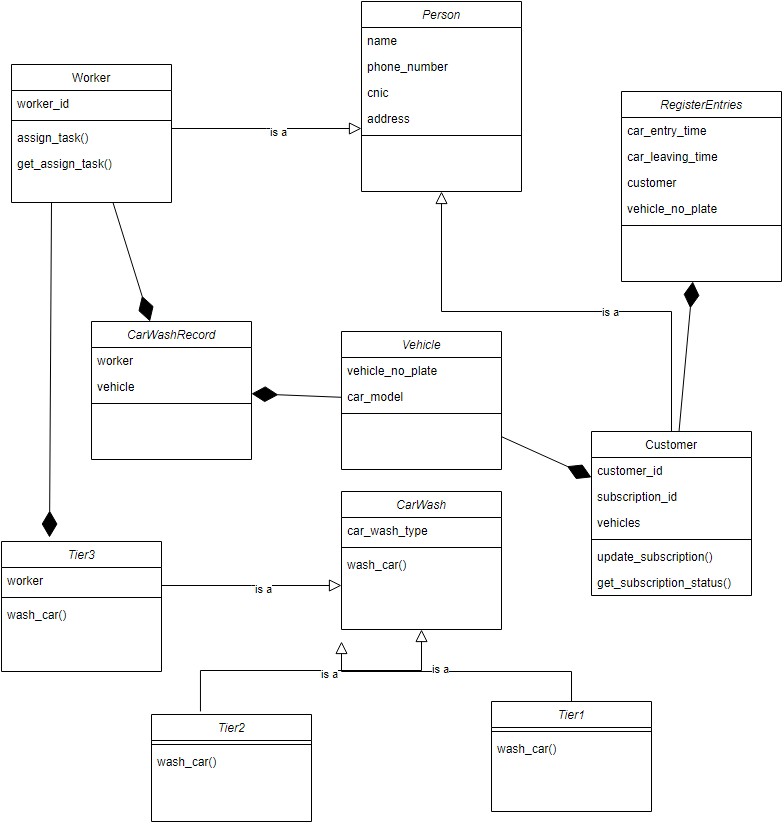 Person
name
phone_number
cnic
address
Worker
worker_id
assign_task()
get_assign_task()
is a
RegisterEntries
car_entry_time
car_leaving_time
customer
vehicle_no_plate
is a
CarWashRecord
worker
vehicle
Vehicle
vehicle_no_plate
car_model
Customer
customer_id
subscription_id
vehicles
update_subscription()
get_subscription_status()
CarWash
car_wash_type
wash_car()
Tier3
worker
wash_car()
is a
is a
is a
Tier2
wash_car()
Tier1
wash_car()